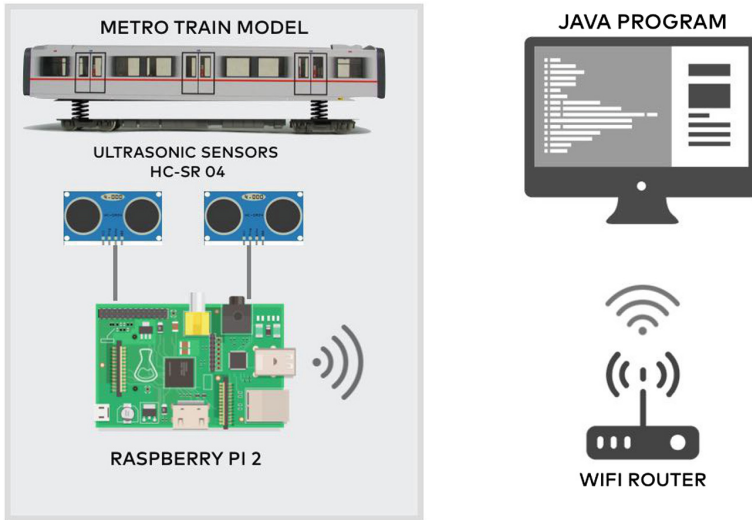 METRO TRAIN MODEL
ULTRASONIC SENSORS
HC-SR 04
RASPBERRY PI 2
JAVA PROGRAM
WIFI ROUTER